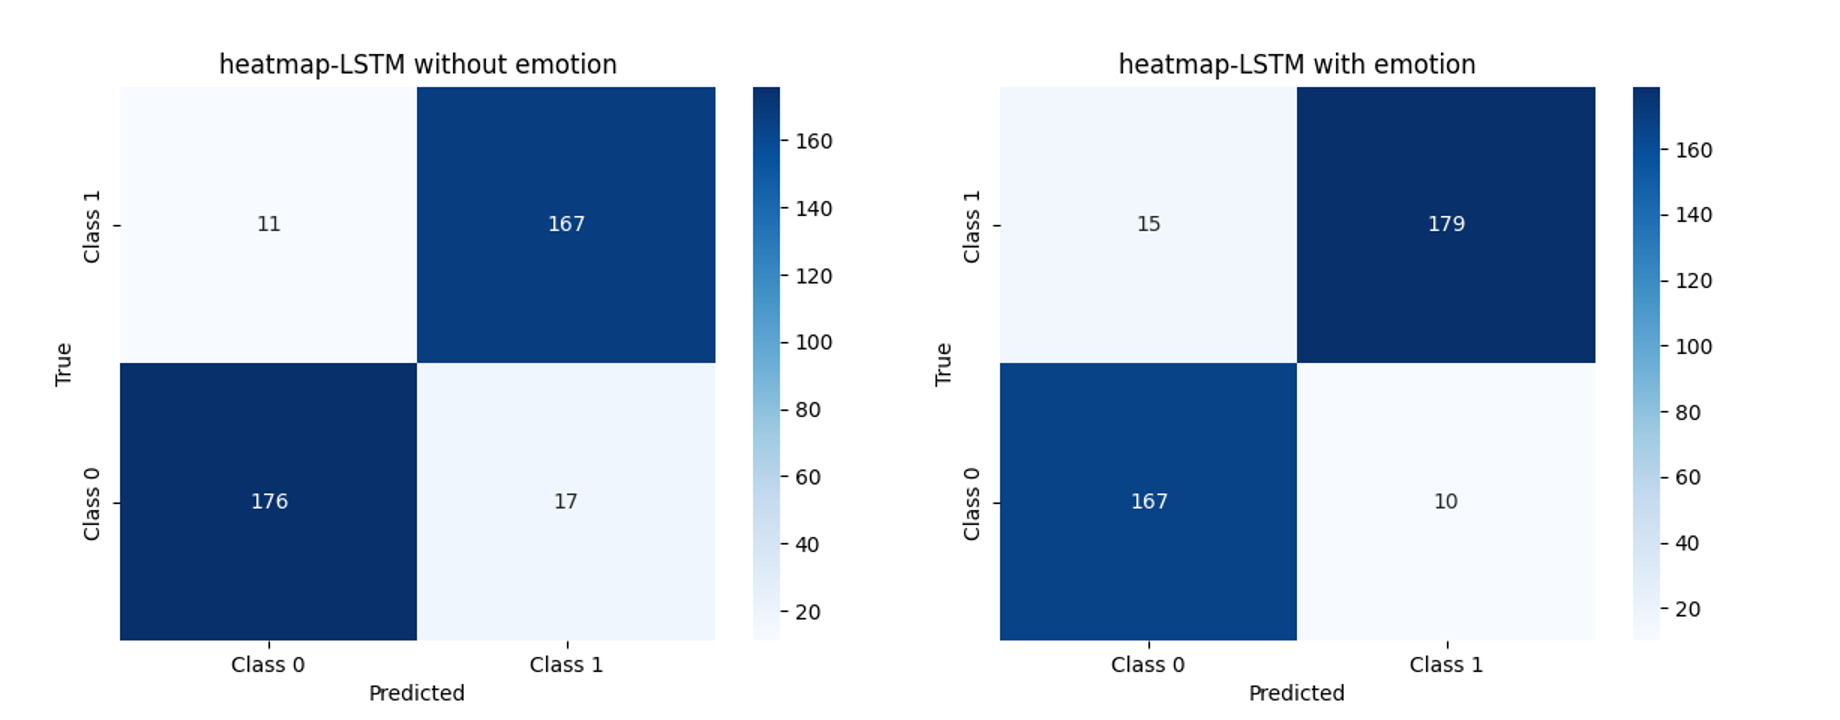 heatmap-LSTM without emotion
Class 1
11
167
True
Class 0
176
17
Class 0
Class 1
Predicted
160
140
120
100
80
60
40
20
heatmap-LSTM with emotion
Class 1
15
179
True
Class 0
167
10
Class 0
Class 1
Predicted
160
140
120
100
80
60
40
20